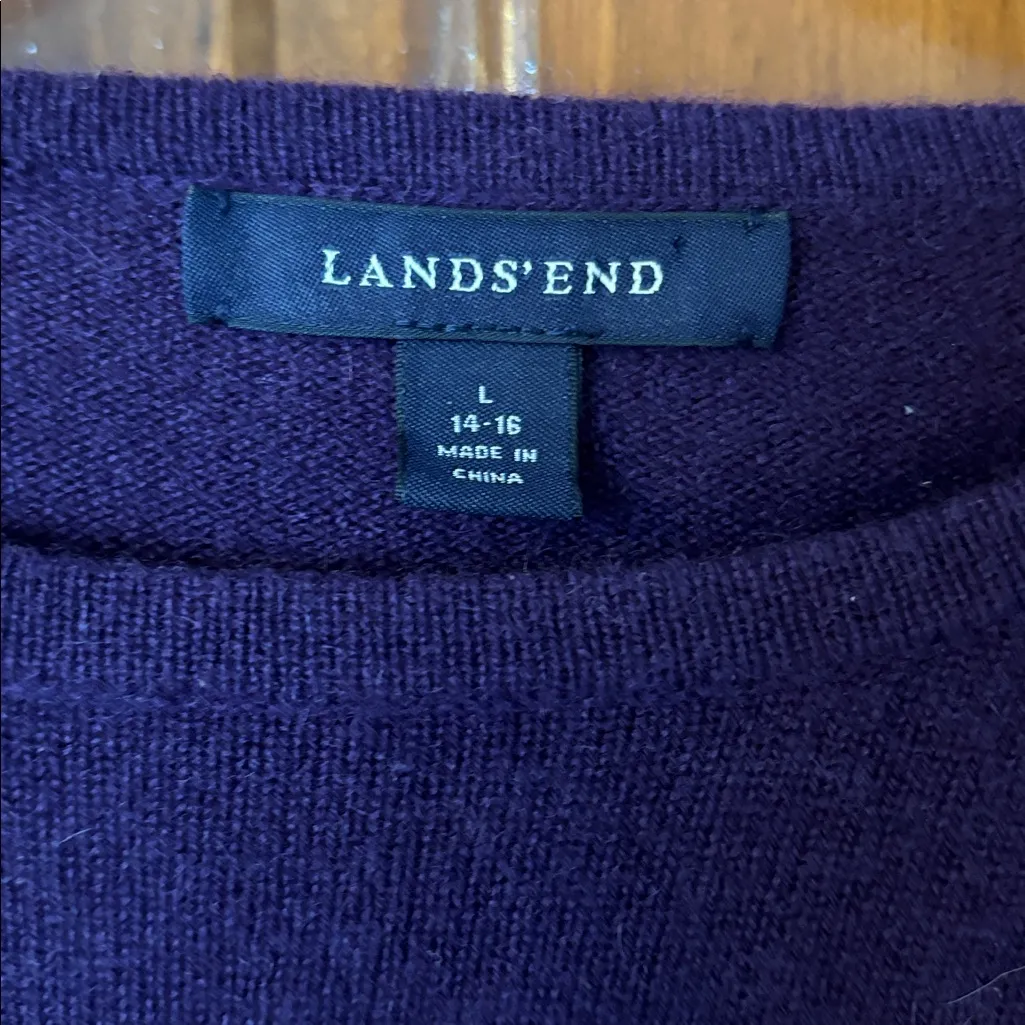 LANDS' END
L
14-16
MADE IN
CHINA